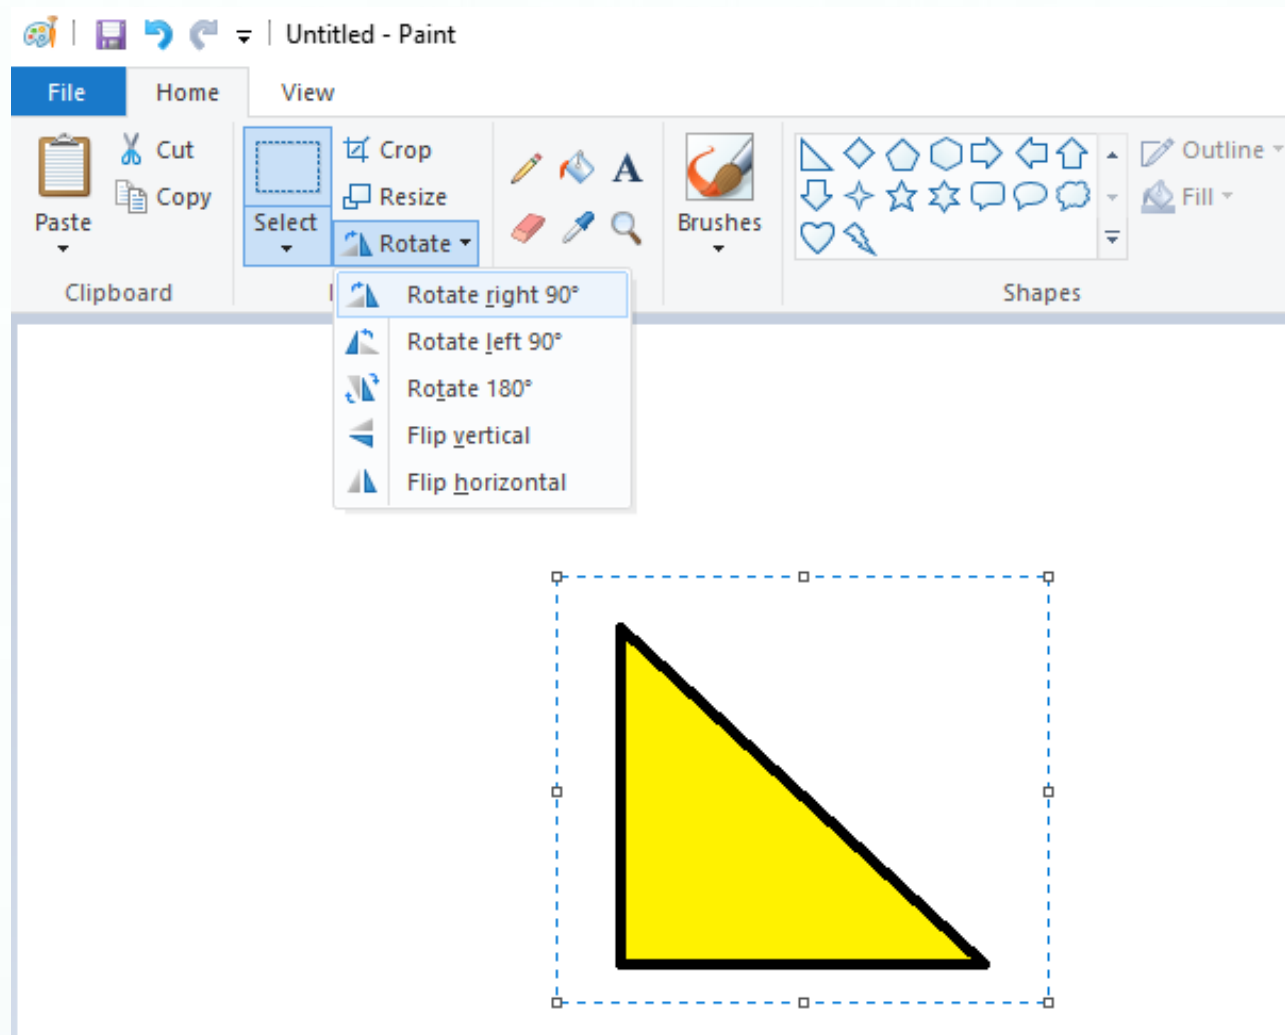 Untitled - Paint
File Home View
Paste
Cut
Copy
Clipboard
Select
Crop
Resize
Rotate
A
Brushes
Shapes
Outline
Fill
Rotate right 90°
Rotate left 90°
Rotate 180°
Flip vertical
Flip horizontal